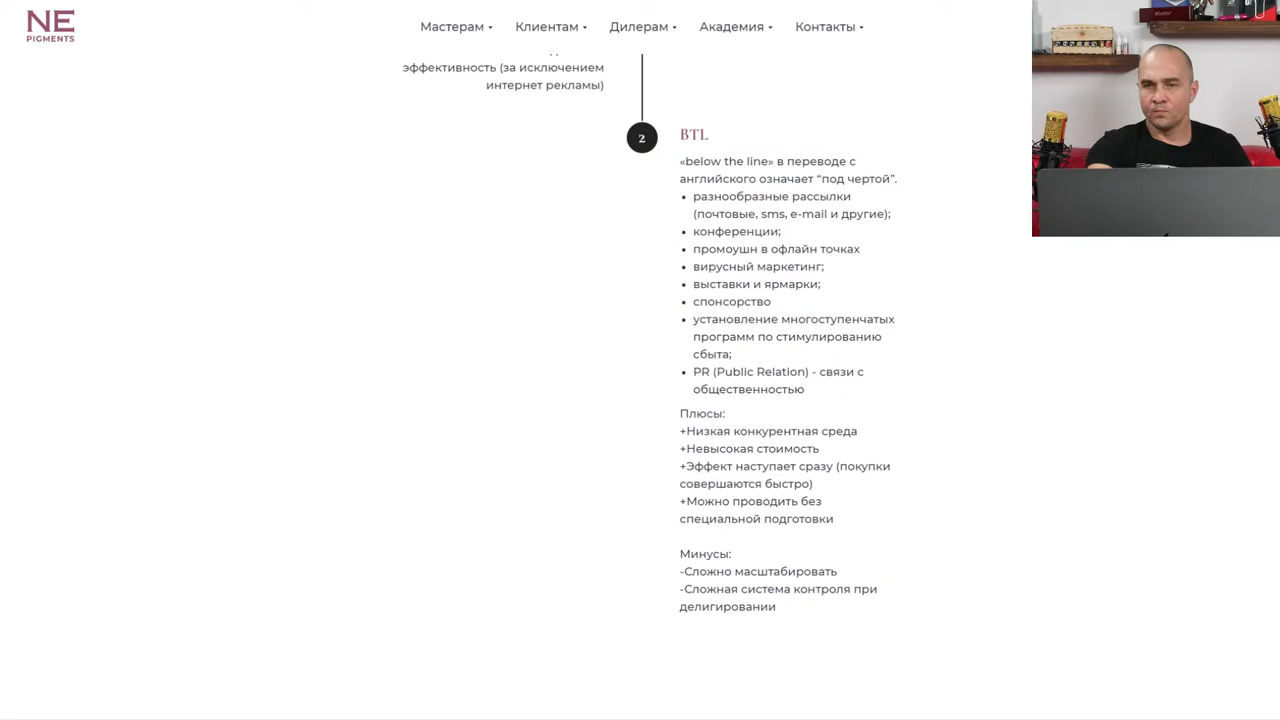 NE
PIGMENTS
Мастерам
Клиентам
Дилерам
Академия
Контакты
эффективность (за исключением
интернет рекламы)
2
BTL
«below the line» в переводе с
английского означает “под чертой”.
разнообразные рассылки
(почтовые, sms, e-mail и другие);
конференции;
промоушн в офлайн точках
вирусный маркетинг;
выставки и ярмарки;
спонсорство
установление многоступенчатых
программ по стимулированию
сбыта;
PR (Public Relation) - связи с
общественностью
Плюсы:
+Низкая конкурентная среда
+Невысокая стоимость
+Эффект наступает сразу (покупки
совершаются быстро)
+Можно проводить без
специальной подготовки
Минусы:
-Сложно масштабировать
-Сложная система контроля при
делигировании